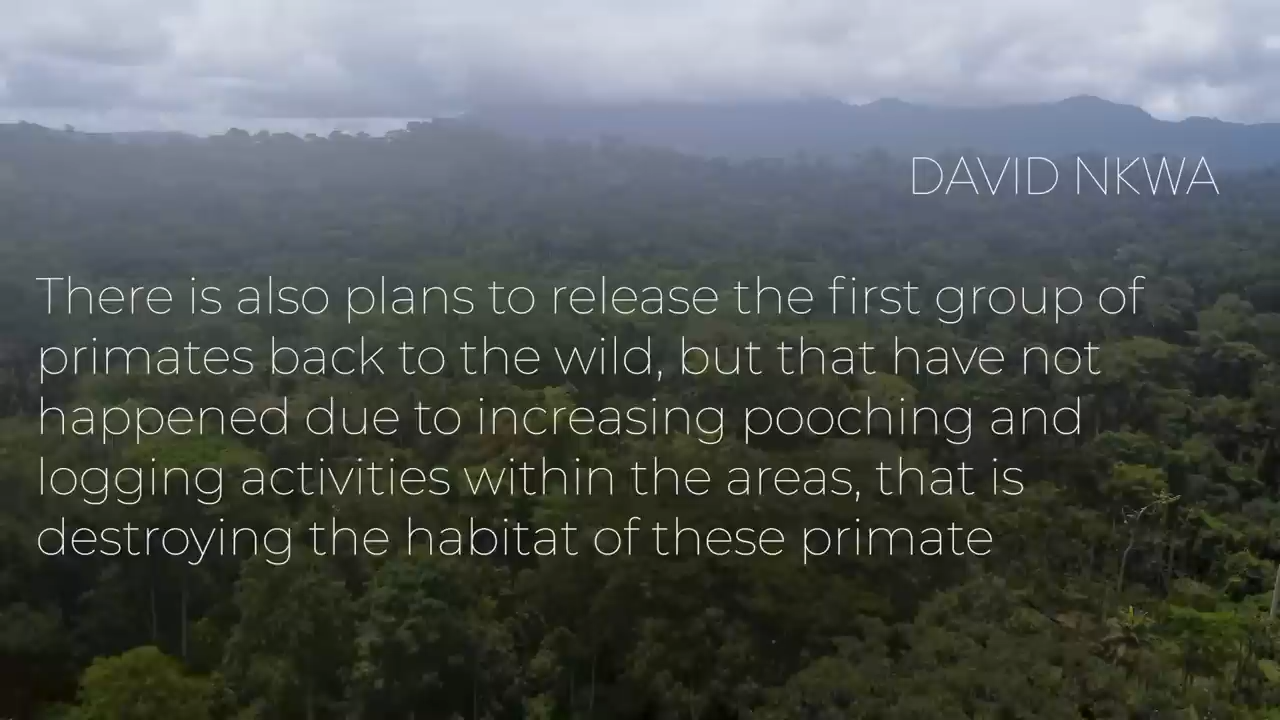 DAVID NKWA
There is also plans to release the first group of
primates back to the wild, but that have not
happened due to increasing pooching and
logging activities within the areas, that is
destroying the habitat of these primate